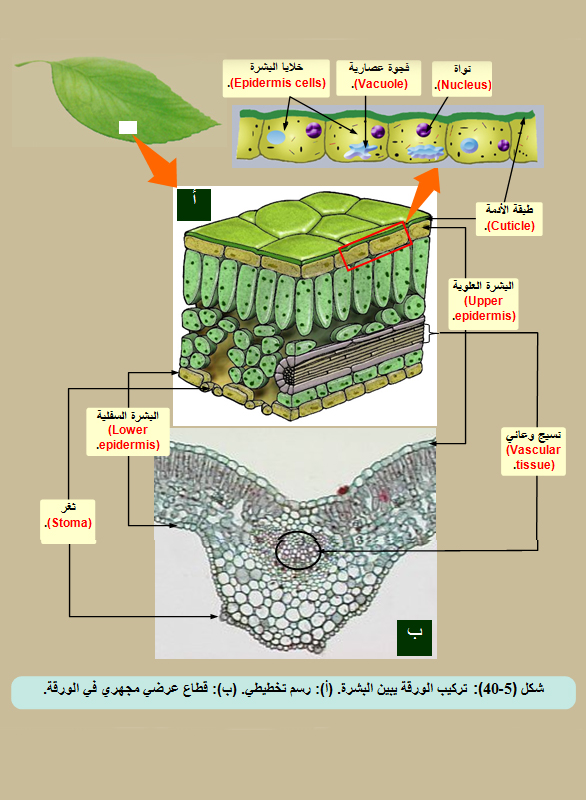 خلايا البشرة
(Epidermis cells).
فجوة عصارية
(Vacuole).
نواة
(Nucleus).
أ
طبقة الأدمة
(Cuticle).
البشرة العلوية
(Upper
epidermis).
البشرة السفلية
(Lower
epidermis).
نسيج وعائي
(Vascular
tissue).
ثغر
(Stoma).
ب
شكل (5-40): تركيب الورقة يبين البشرة. (أ): رسم تخطيطي. (ب): قطاع عرضي مجهري في الورقة.